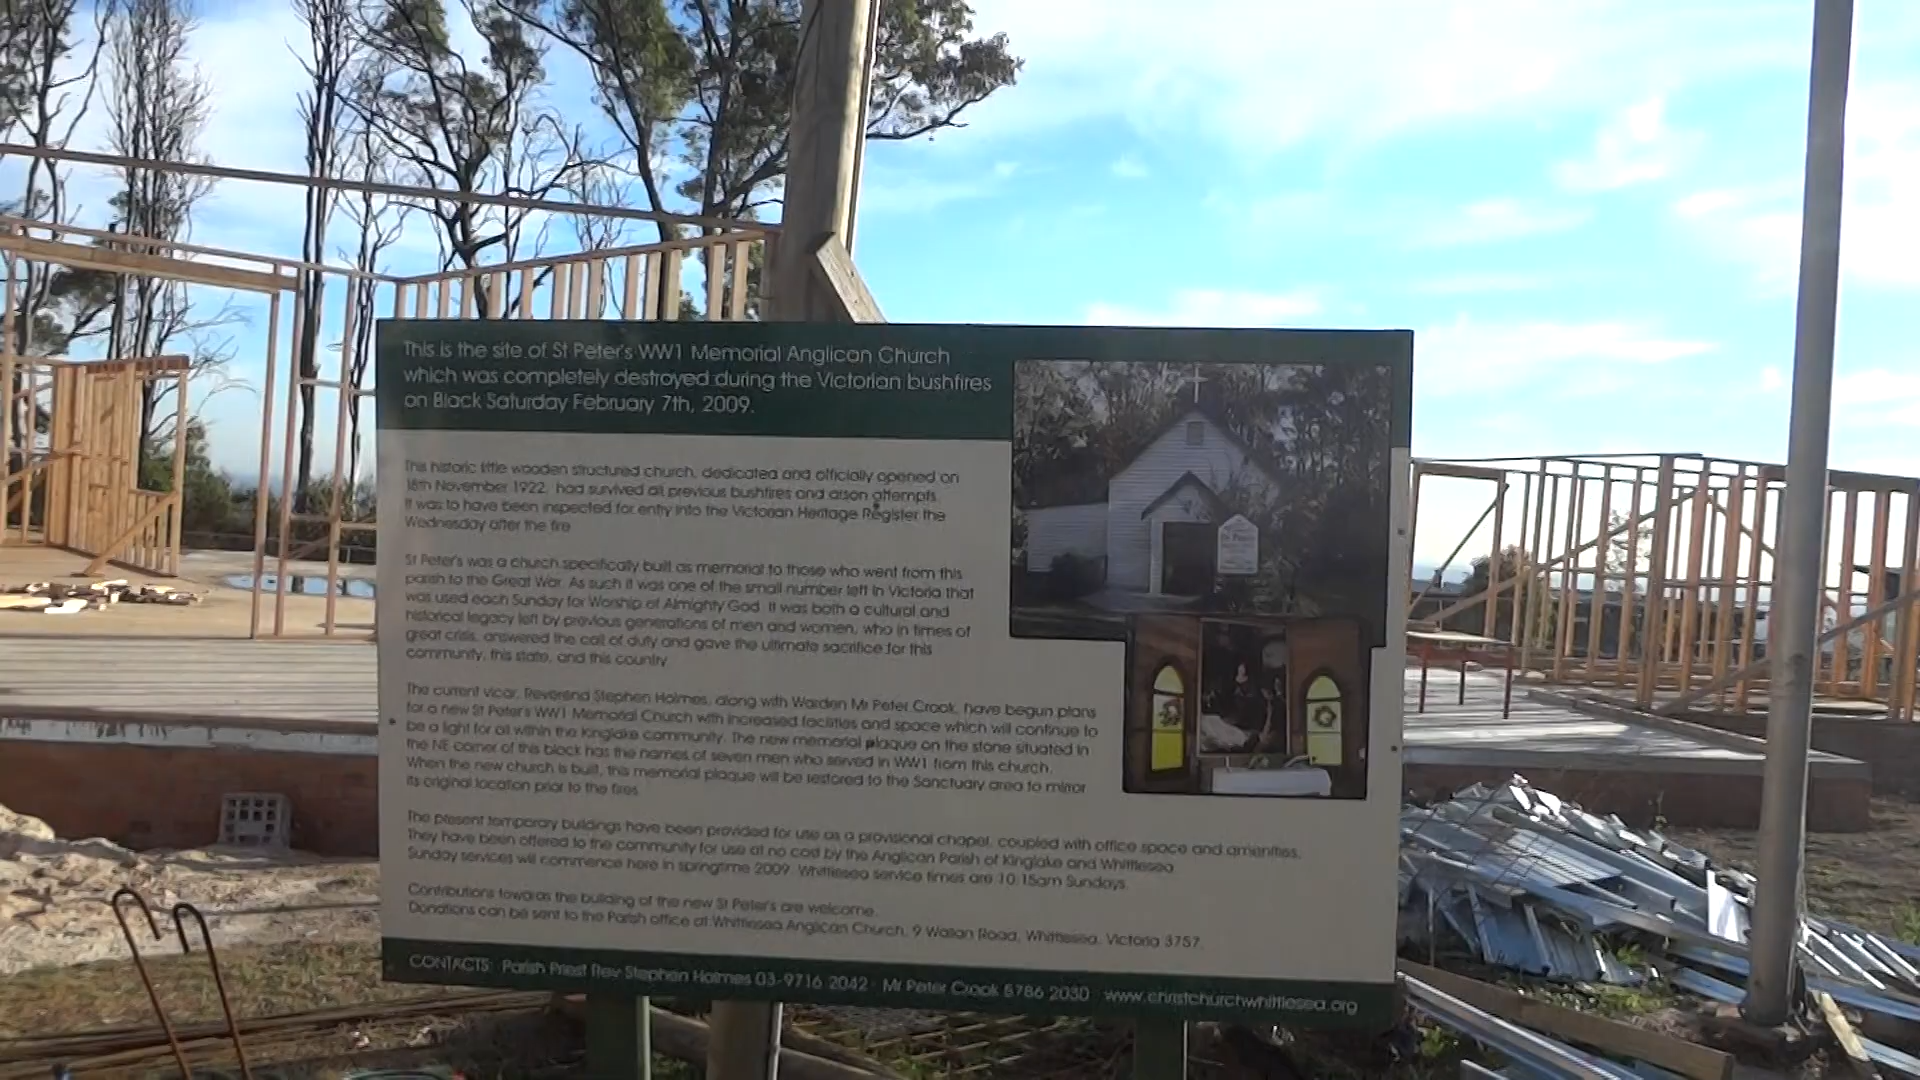 This is the site of St Peter's WW1 Memorial Anglican Church
which was completely destroyed during the Victorian bushfires
on Black Saturday February 7th, 2009.
This historic little wooden structured church, dedicated and officially opened on
18th November 1922, had survived all previous bushfires and arson attempts.
It was to have been inspected for entry into the Victorian Heritage Register the
Wednesday after the fire
St Peter's was a church specifically built as memorial to those who went from this
parish to the Great War. As such it was one of the small number left in Victoria that
was used each Sunday for Worship of Almighty God. It was both a cultural and
historical legacy left by previous generations of men and women, who in times of
great crisis, answered the call of duty and gave the ultimate sacrifice for this
community, this state, and this country
The current vicar, Reverend Stephen Holmes, along with Warden Mr Peter Crook, have begun plans
for a new St Peter's WW1 Memorial Church with increased facilities and space which will continue to
be a light for all within the Kinglake community. The new memorial plaque on the stone situated in
the NE corner of this block has the names of seven men who served in WW1 from this church.
When the new church is built, this memorial plaque will be restored to the Sanctuary area to mirror
its original location prior to the fires
The present temporary buildings have been provided for use as a provisional chapel, coupled with office space and amenities.
They have been offered to the community for use at no cost by the Anglican Parish of Kinglake and Whittlesea
Sunday services will commence here in springtime 2009. Whittlesea service times are 10.15am Sundays.
Contributions towards the building of the new St Peter's are welcome.
Donations can be sent to the Parish office at Whittlesea Anglican Church, 9 Wallan Road, Whittlesea, Victoria 3757.
CONTACTS: Parish Priest Rev Stephen Holmes 03-9716 2042 · Mr Peter Crook 5786 2030 www.christchurchwhittlesea.org